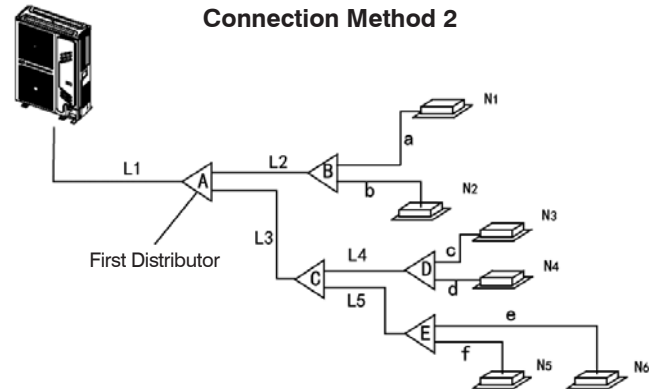 Connection Method 2
N1
a
L1
L2
A
B
b
N2
First Distributor
L3
N3
L4
c
D
N4
C
d
L5
e
E
f
N5
N6